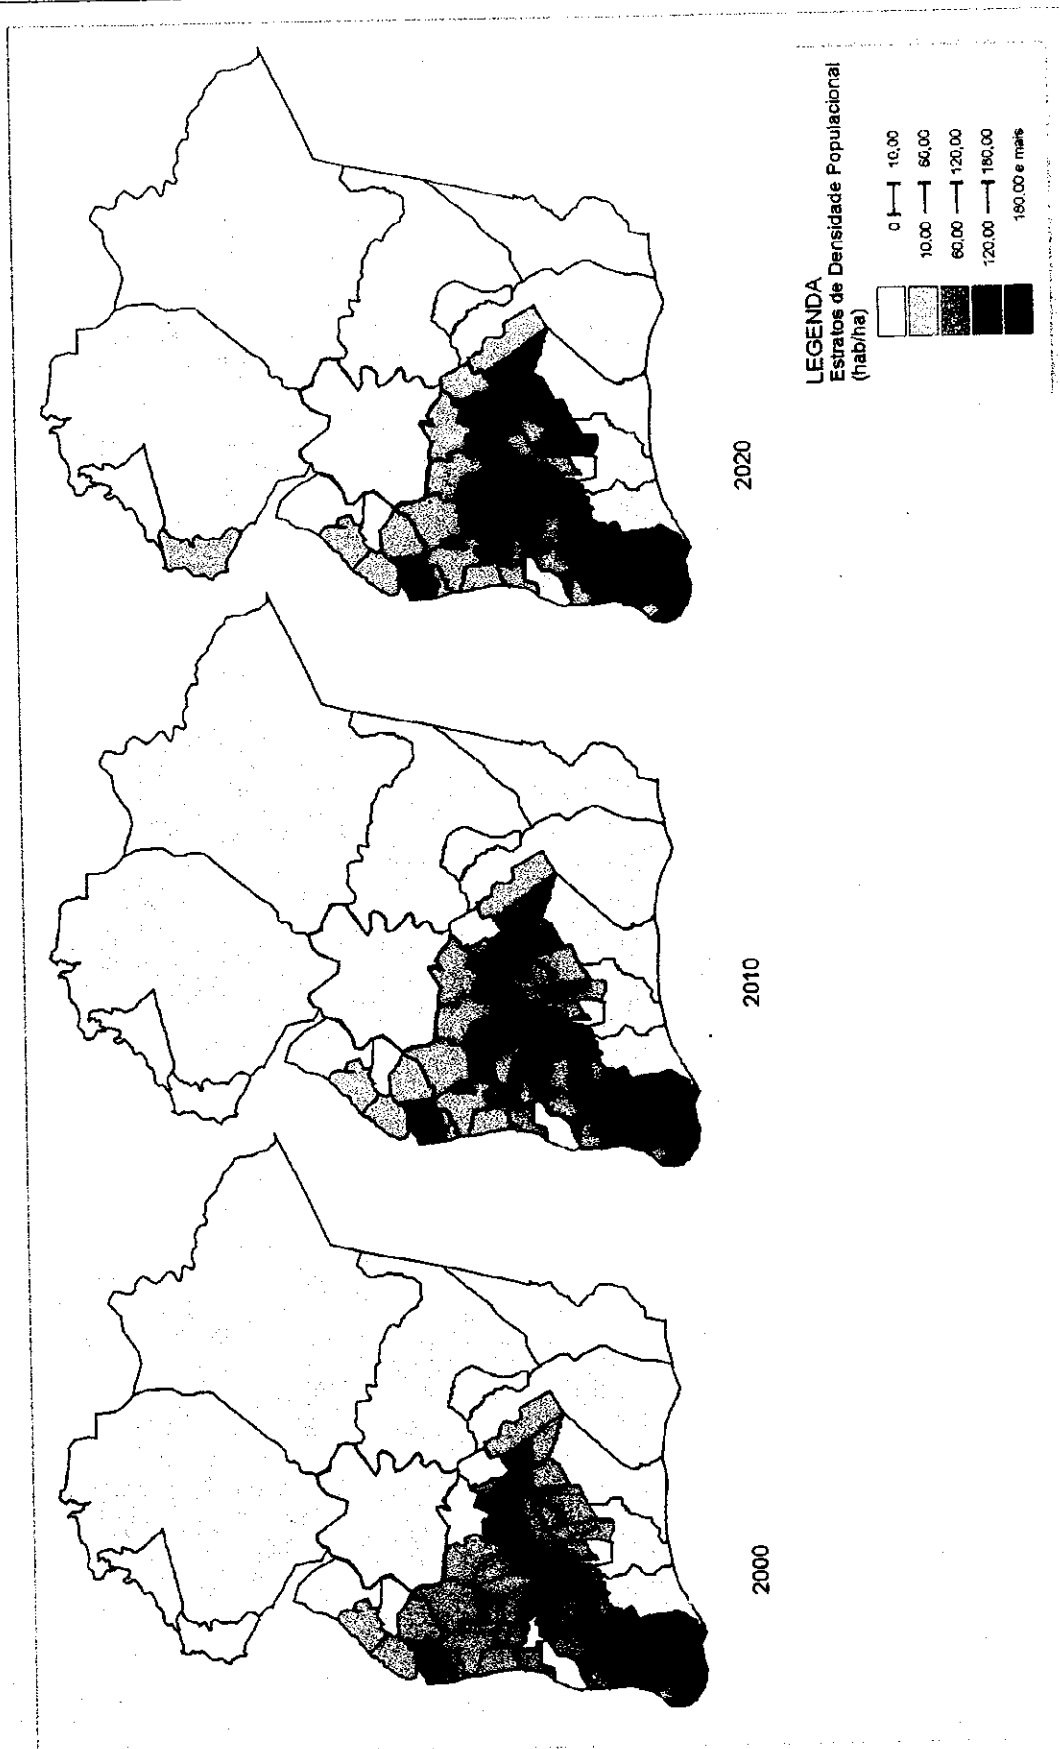 2000
2010
2020
LEGENDA
Estratos de Densidade Populacional
(hab/ha)
0 ├─┤ 10,00
10,00 ─┤ 60,00
60,00 ─┤ 120,00
120,00 ─┤ 180,00
180,00 e mais